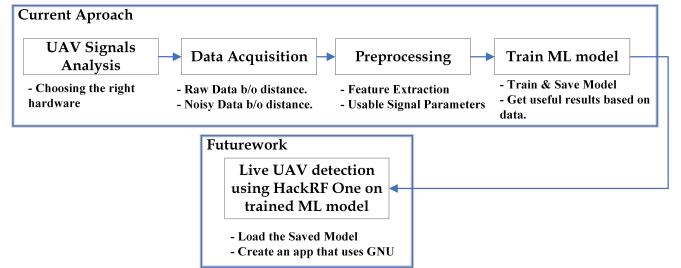 Current Aproach
UAV Signals
Analysis
- Choosing the right
hardware
Data Acquisition
- Raw Data b/o distance.
- Noisy Data b/o distance.
Preprocessing
- Feature Extraction
- Usable Signal Parameters
Train ML model
- Train & Save Model
- Get useful results based on
data.
Futurework
Live UAV detection
using HackRF One on
trained ML model
- Load the Saved Model
- Create an app that uses GNU